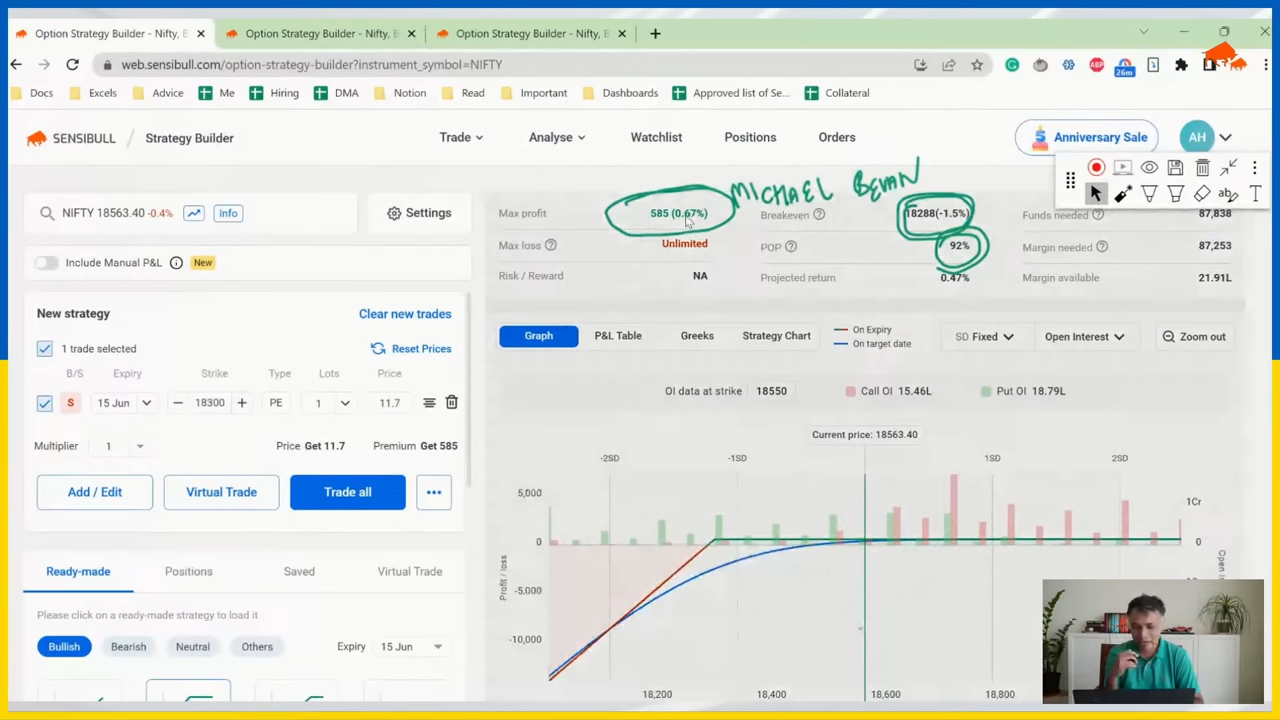 Option Strategy Builder - Nifty, B
Option Strategy Builder - Nifty, B
Option Strategy Builder - Nifty, B
web.sensibull.com/option-strategy-builder?instrument_symbol=NIFTY
26m
Docs Excels Advice Me Hiring DMA Notion Read Important Dashboards Approved list of Se... Collateral
SENSIBULL / Strategy Builder
Trade Analyse Watchlist Positions Orders
5 Anniversary Sale
AH
ab T
MICHAEL BEVAN
NIFTY 18563.40 -0.4% Info
Settings
Include Manual P&L New
Max profit 585 (0.67%)
Breakeven 18288(-1.5%)
Funds needed 87,838
Max loss Unlimited
POP 92%
Margin needed 87,253
Risk / Reward NA
Projected return 0.47%
Margin available 21.91L
New strategy Clear new trades
1 trade selected Reset Prices
B/S Expiry Strike Type Lots Price
S 15 Jun - 18300 + PE 1 11.7
Multiplier 1 Price Get 11.7 Premium Get 585
Add / Edit Virtual Trade Trade all ...
Ready-made Positions Saved Virtual Trade
Please click on a ready-made strategy to load it
Bullish Bearish Neutral Others Expiry 15 Jun
Graph P&L Table Greeks Strategy Chart
On Expiry
On target date
SD Fixed Open Interest Zoom out
OI data at strike 18550 Call OI 15.46L Put OI 18.79L
Current price: 18563.40
-2SD -1SD 1SD 2SD
5,000 1Cr
0 0
-5,000
-10,000
Profit / loss
18,200 18,400 18,600 18,800